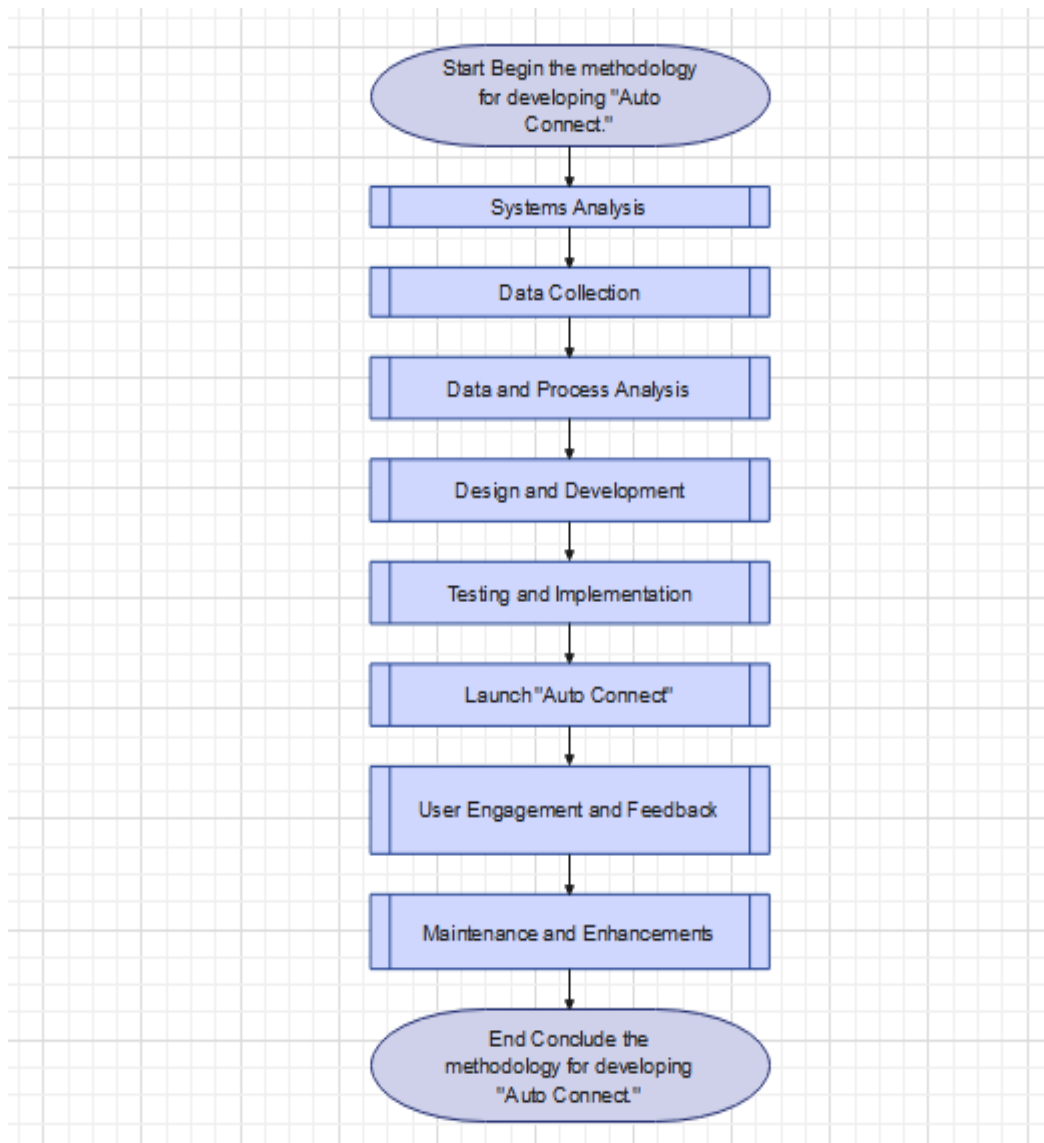 Start Begin the methodology
for developing "Auto
Connect."
Systems Analysis
Data Collection
Data and Process Analysis
Design and Development
Testing and Implementation
Launch "Auto Connect"
User Engagement and Feedback
Maintenance and Enhancements
End Conclude the
methodology for developing
"Auto Connect."